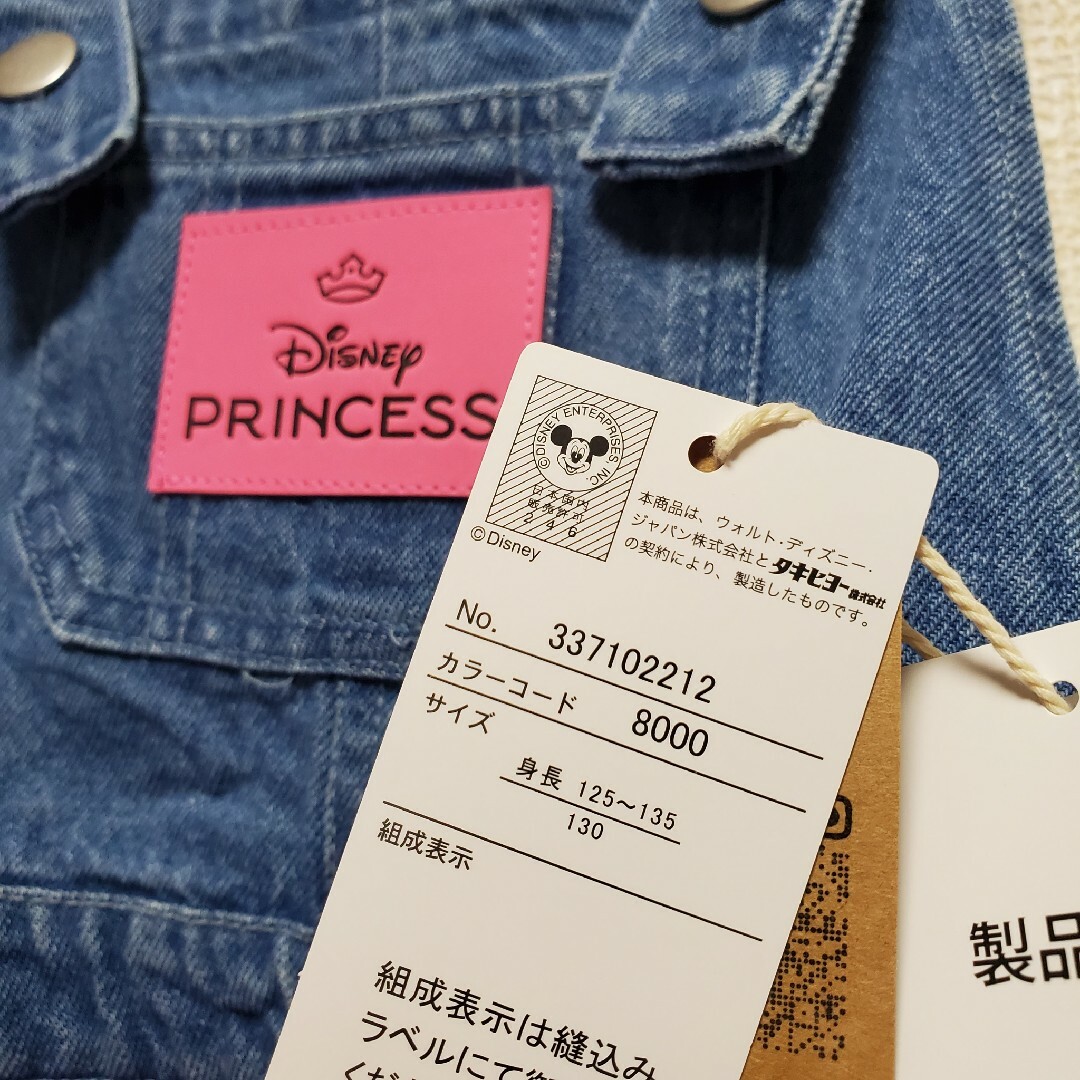 Disney
PRINCESS
©DISNEY ENTERPRISES INC.
日本国内
販売許可
246
©Disney
本商品は、ウォルト・ディズニー・
ジャパン株式会社とタキヒヨー株式会社
の契約により、製造したものです。
No. 337102212
カラーコード 8000
サイズ
身長 125～135
130
組成表示
組成表示は縫込み
ラベルにて
くだ
製品